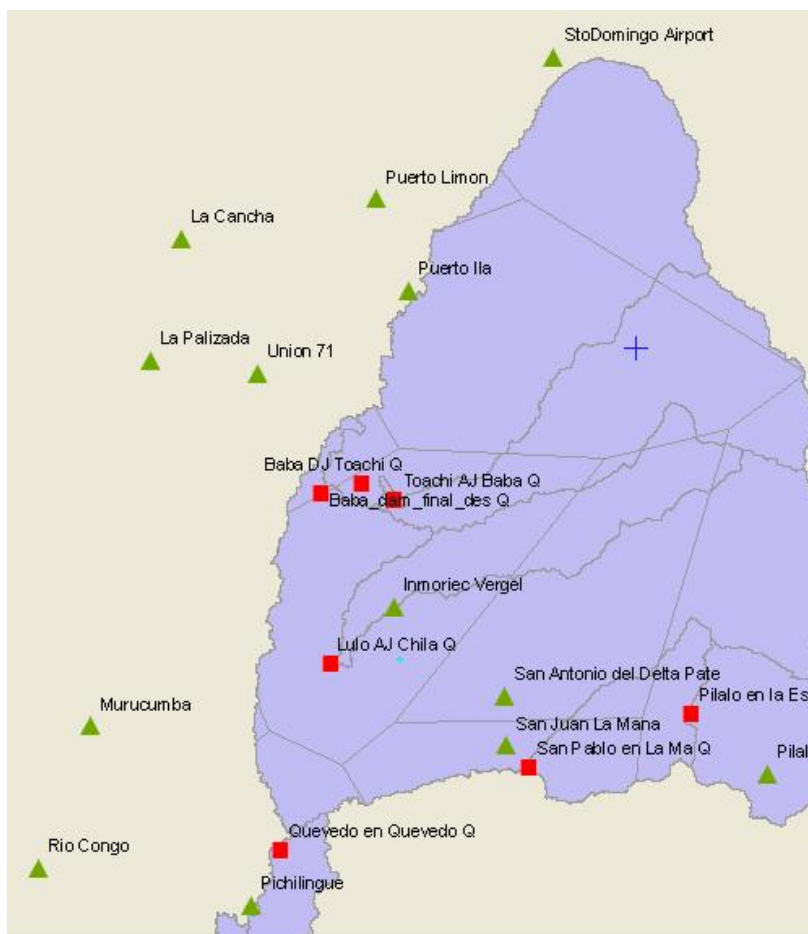 StoDomingo Airport
Puerto Limon
La Cancha
Puerto Ila
La Palizada
Union 71
Baba DJ Toachi Q
Toachi AJ Baba Q
Baba_dam_final_des Q
Inmoriec Vergel
Lulo AJ Chila Q
San Antonio del Delta Pate
Pilalo en la Es
Murucumba
San Juan La Mana
San Pablo en La Ma Q
Pilal
Quevedo en Quevedo Q
Rio Congo
Pichilingue